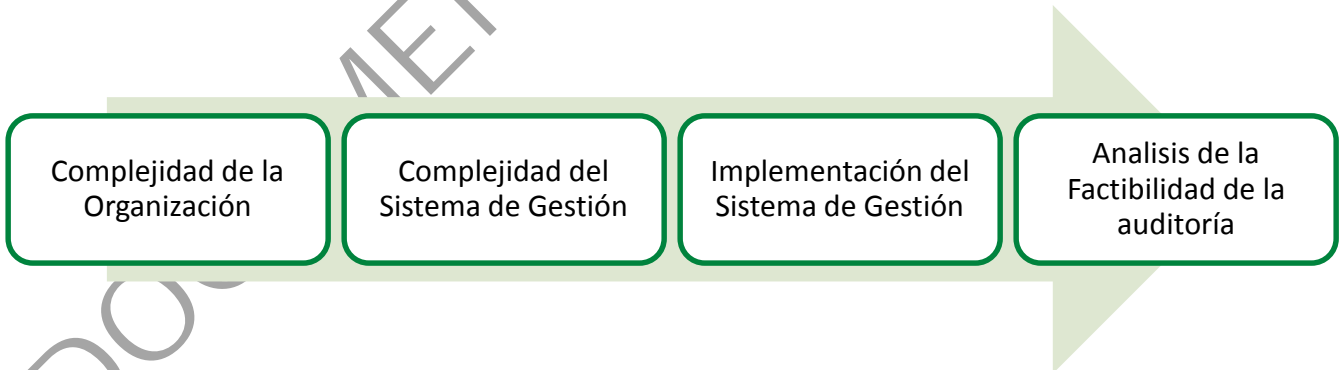 Complejidad de la
Organización
Complejidad del
Sistema de Gestión
Implementación del
Sistema de Gestión
Analisis de la
Factibilidad de la
auditoría